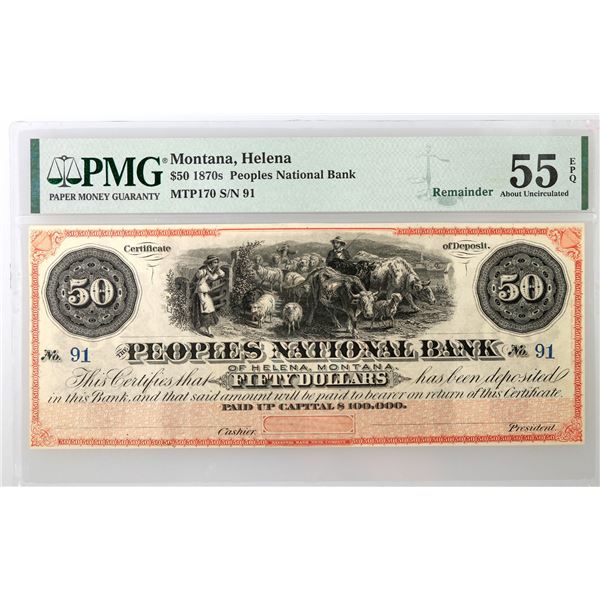 PMG®
PAPER MONEY GUARANTY
Montana, Helena
$50 1870s Peoples National Bank
MTP170 S/N 91
Remainder
55 EPQ
About Uncirculated
Certificate of Deposit.
50 50
No. 91 THE PEOPLES NATIONAL BANK No. 91
OF HELENA, MONTANA
This Certifies that FIFTY DOLLARS has been deposited
in this Bank, and that said amount will be paid to bearer on return of this Certificate.
PAID UP CAPITAL $100,000.
Cashier. President.